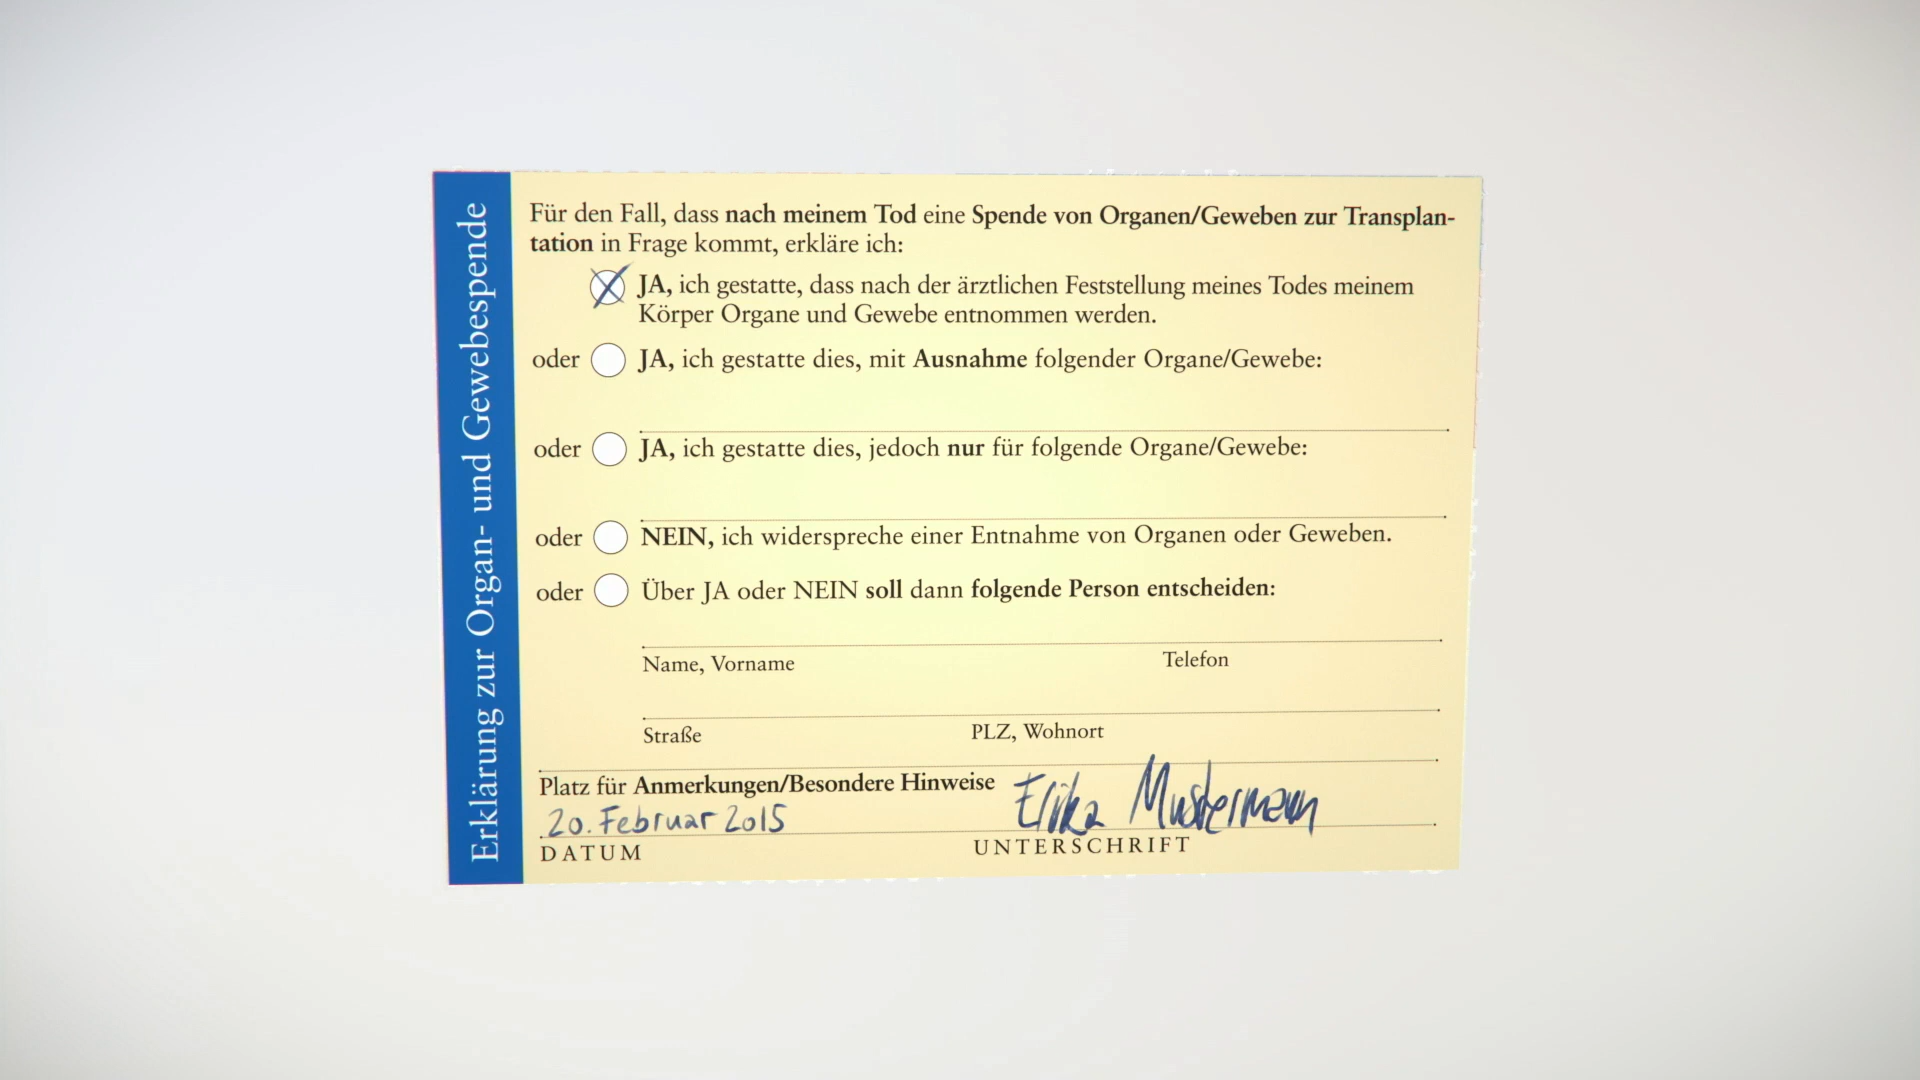 Erklärung zur Organ- und Gewebespende
Für den Fall, dass nach meinem Tod eine Spende von Organen/Geweben zur Transplan-
tation in Frage kommt, erkläre ich:
JA, ich gestatte, dass nach der ärztlichen Feststellung meines Todes meinem
Körper Organe und Gewebe entnommen werden.
oder JA, ich gestatte dies, mit Ausnahme folgender Organe/Gewebe:
oder JA, ich gestatte dies, jedoch nur für folgende Organe/Gewebe:
oder NEIN, ich widerspreche einer Entnahme von Organen oder Geweben.
oder Über JA oder NEIN soll dann folgende Person entscheiden:
Name, Vorname Telefon
Straße PLZ, Wohnort
Platz für Anmerkungen/Besondere Hinweise
20. Februar 2015 Erika Mustermann
DATUM UNTERSCHRIFT